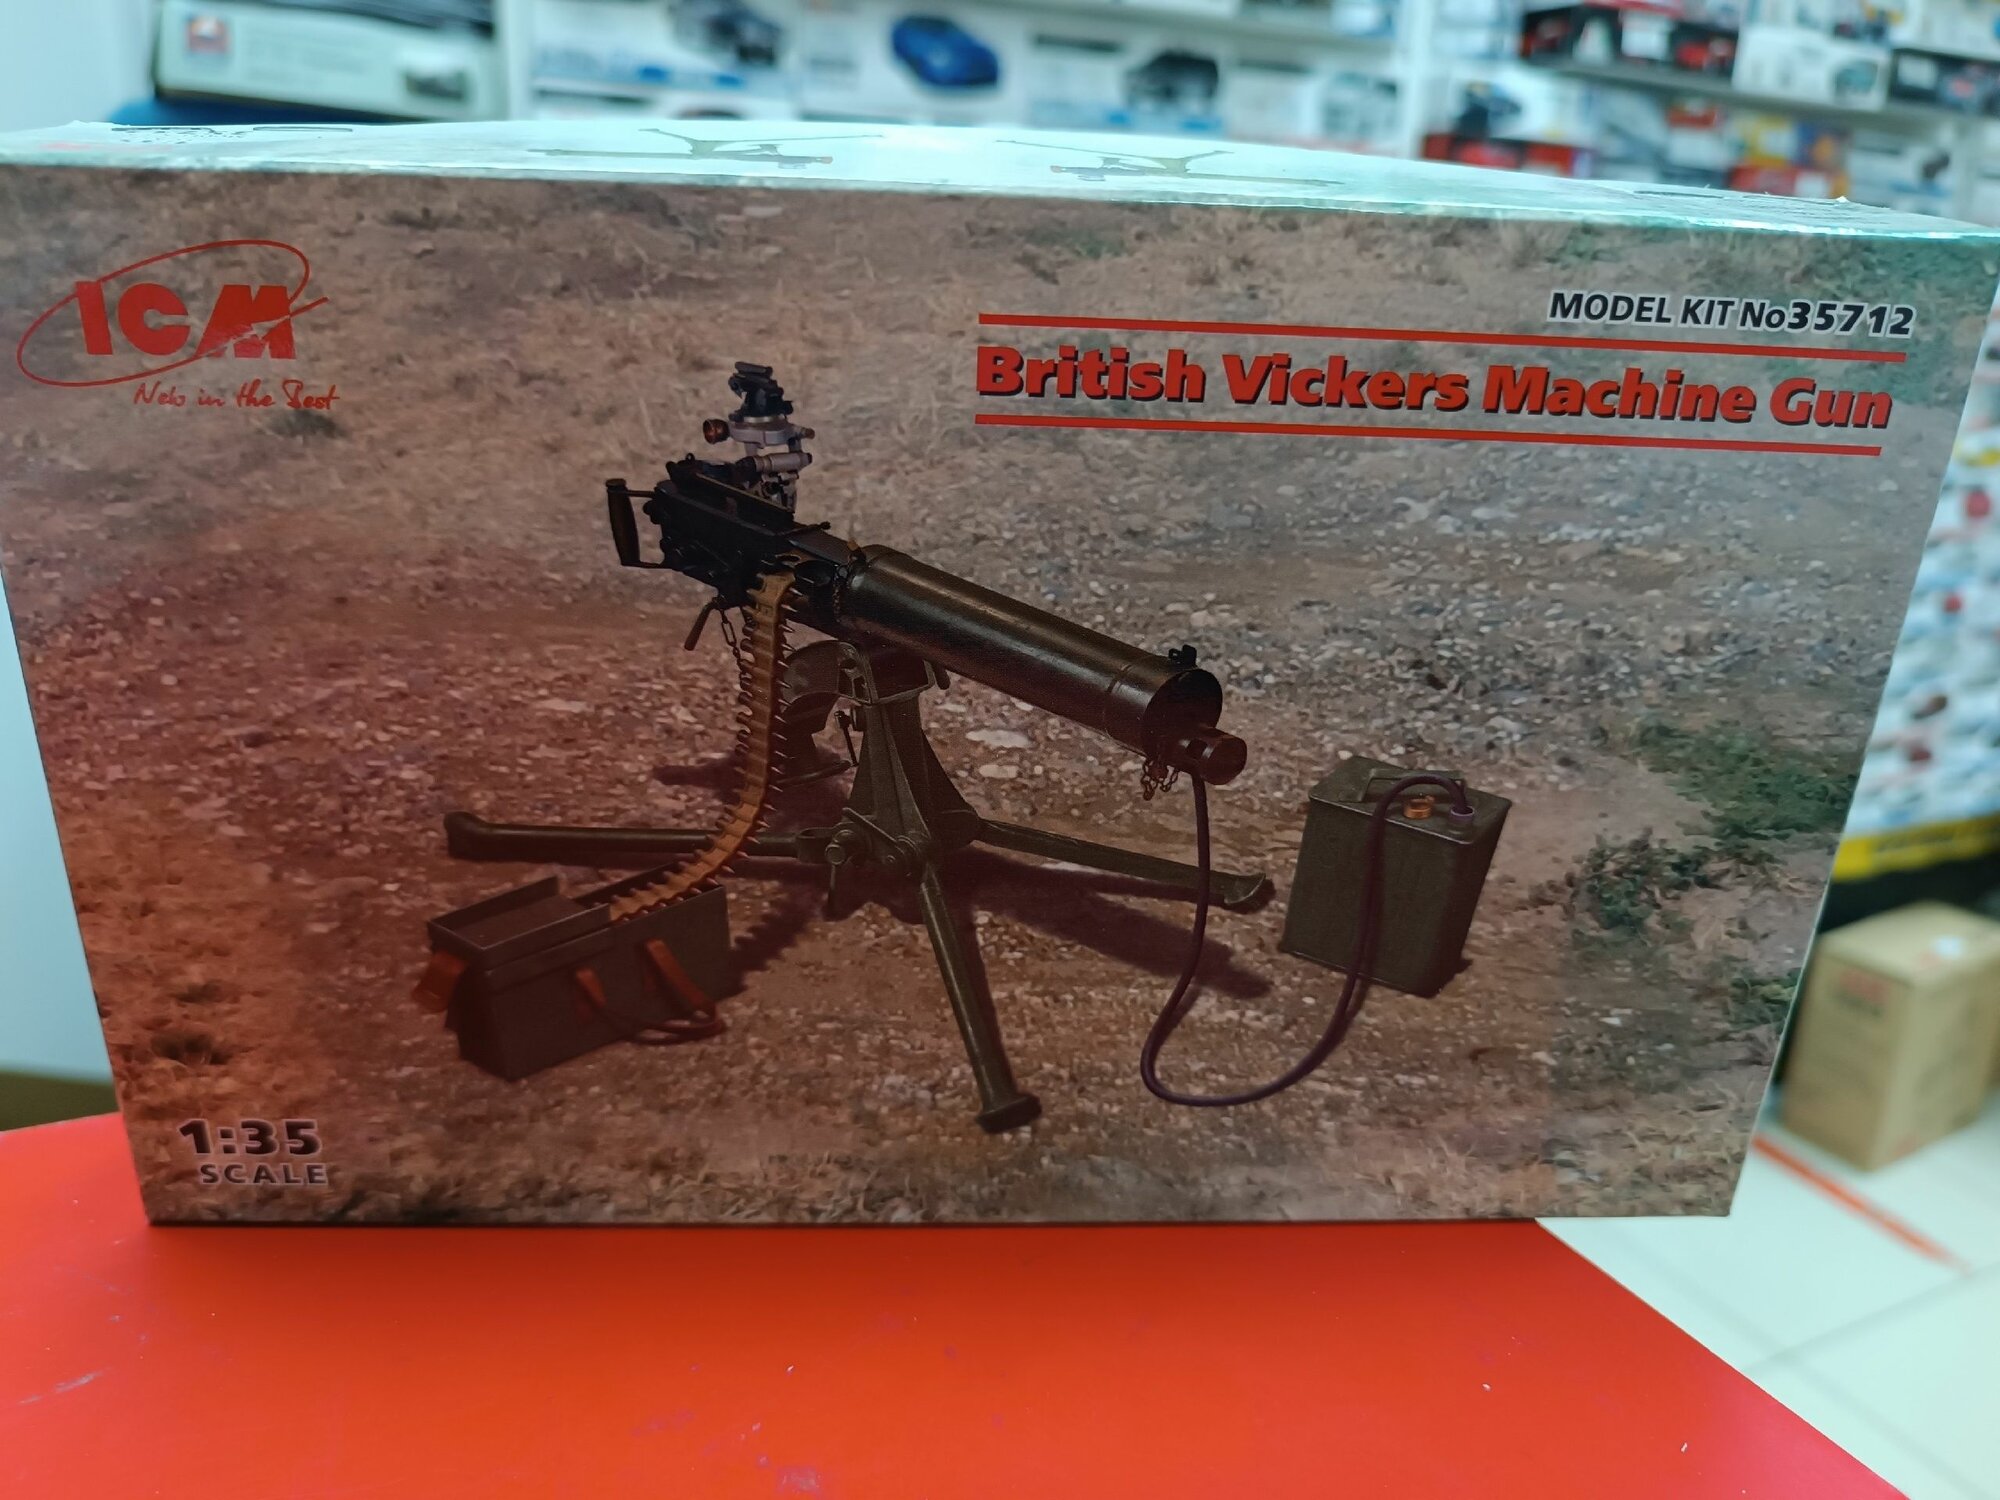 ICM
New in the Best
MODEL KIT No35712
British Vickers Machine Gun
1:35
SCALE